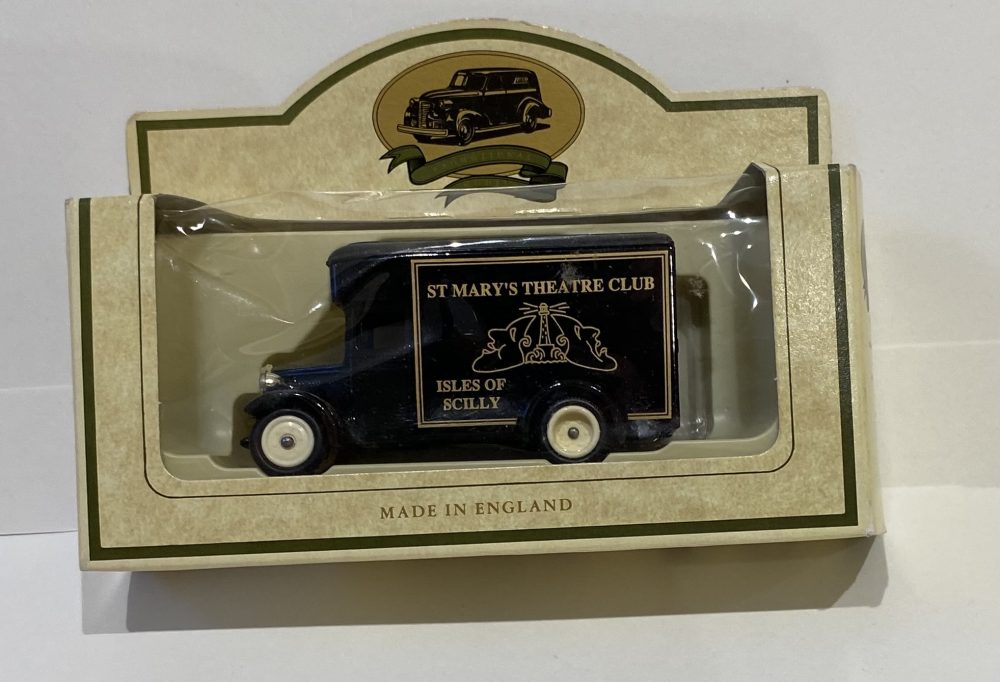 ST MARY'S THEATRE CLUB
ISLES OF
SCILLY
MADE IN ENGLAND